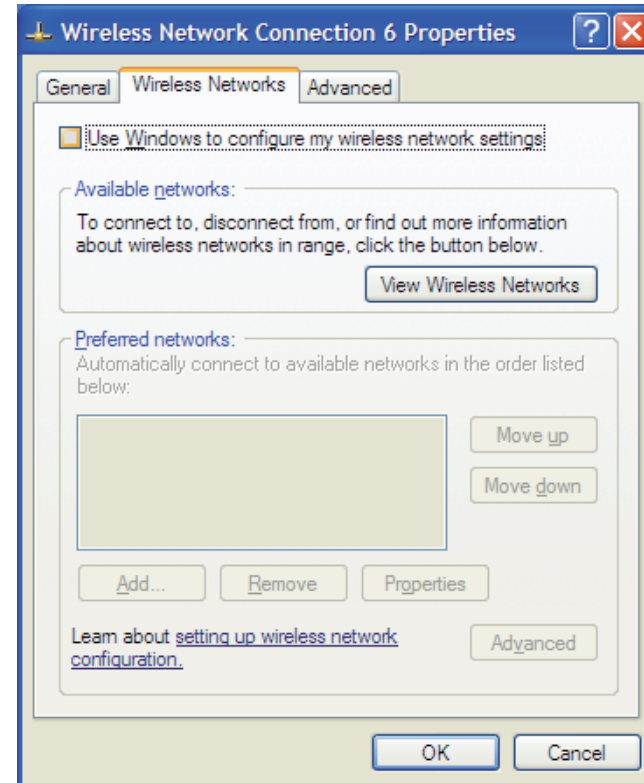 Wireless Network Connection 6 Properties
General Wireless Networks Advanced
Use Windows to configure my wireless network settings
Available networks:
To connect to, disconnect from, or find out more information
about wireless networks in range, click the button below.
View Wireless Networks
Preferred networks:
Automatically connect to available networks in the order listed
below:
Move up
Move down
Add... Remove Properties
Learn about setting up wireless network
configuration.
Advanced
OK Cancel